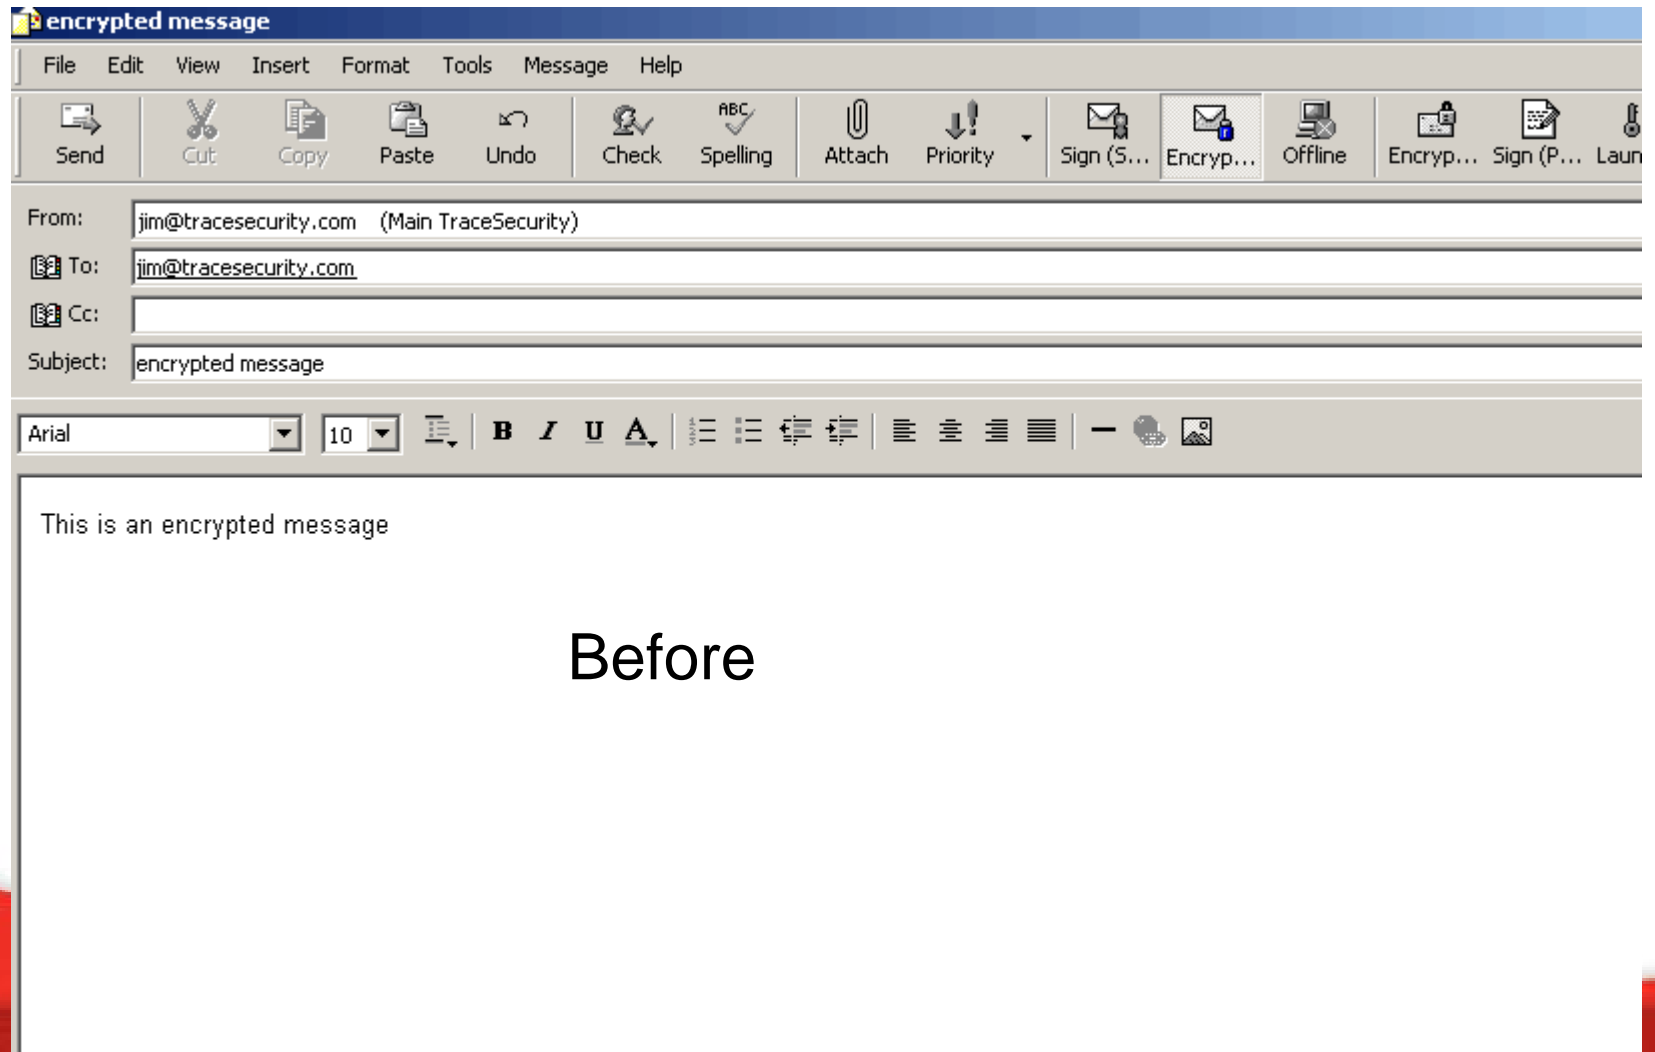 encrypted message
File Edit View Insert Format Tools Message Help
Send Cut Copy Paste Undo Check ABC Spelling Attach Priority Sign (S... Encryp... Offline Encryp... Sign (P... Laun
From: jim@tracesecurity.com (Main TraceSecurity)
To: jim@tracesecurity.com
Cc:
Subject: encrypted message
Arial 10 B I U A
This is an encrypted message
Before